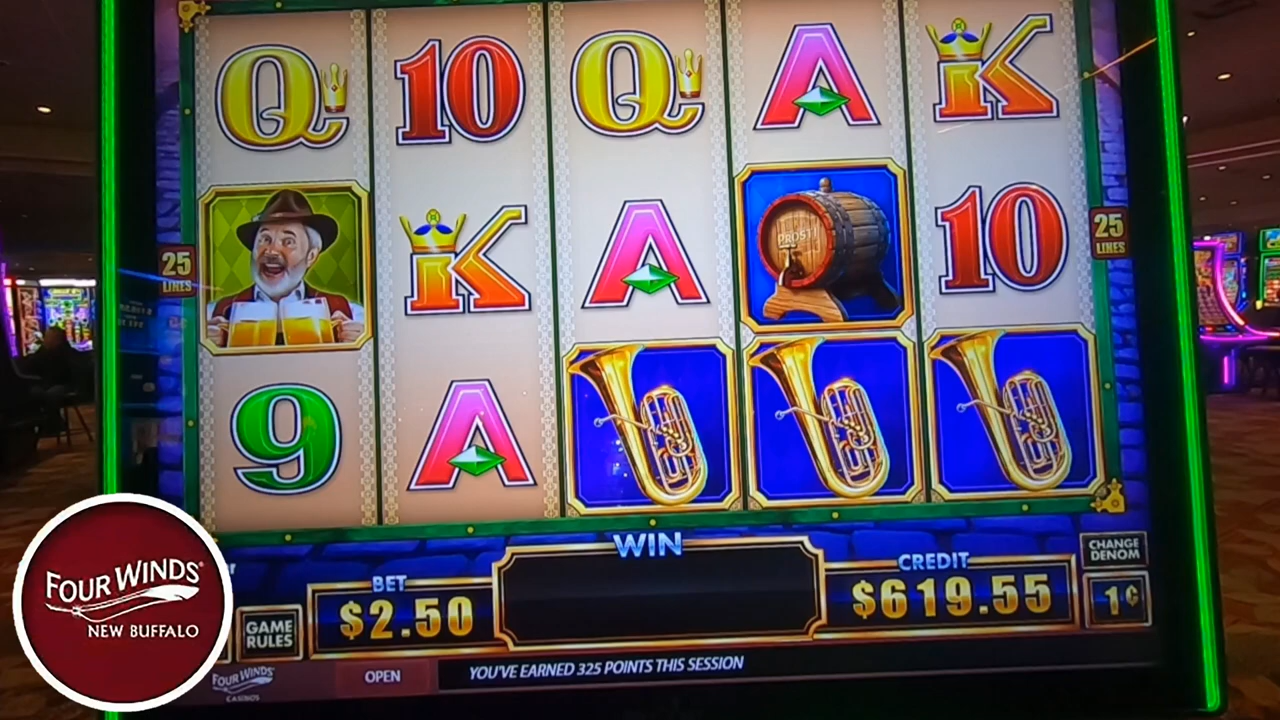 Q 10 Q A K
K A PROST! 10
25 LINES
25 LINES
9 A
WIN
BET
$2.50
CREDIT
$619.55
CHANGE DENOM
1¢
GAME RULES
FOUR WINDS
CASINOS
OPEN
YOU'VE EARNED 325 POINTS THIS SESSION
FOUR WINDS®
NEW BUFFALO